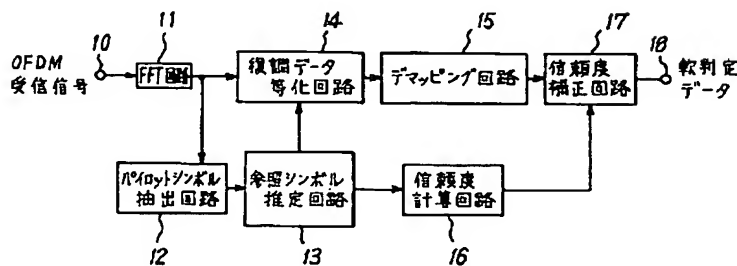 11
14
15
17
10
18
OFDM
受信信号
FFT回路
復調データ
等化回路
デマッピング回路
信頼度
補正回路
軟判定
データ
パイロットシンボル
抽出回路
参照シンボル
推定回路
信頼度
計算回路
12
13
16